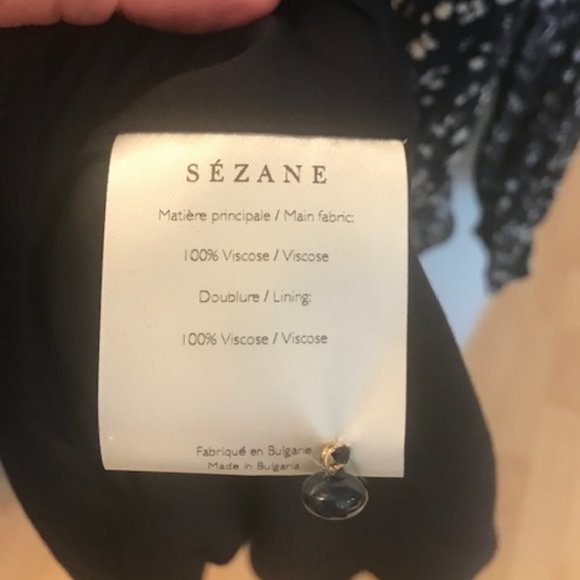 SÉZANE
Matière principale / Main fabric:
100% Viscose / Viscose
Doublure / Lining:
100% Viscose / Viscose
Fabriqué en Bulgarie
Made in Bulgaria